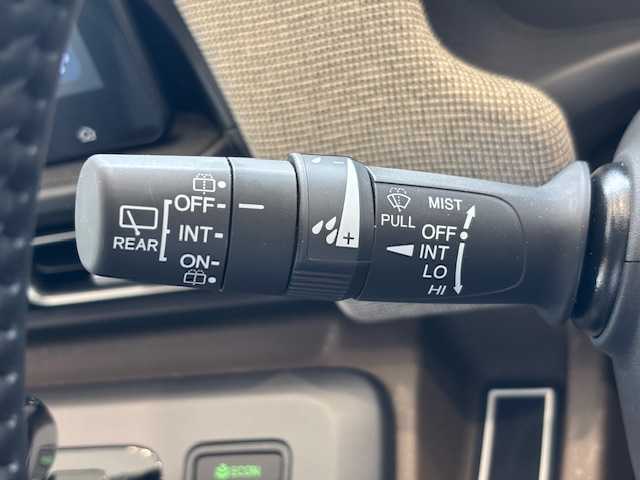 OFF
INT
ON
REAR
PULL
MIST
OFF
INT
LO
HI
ECON